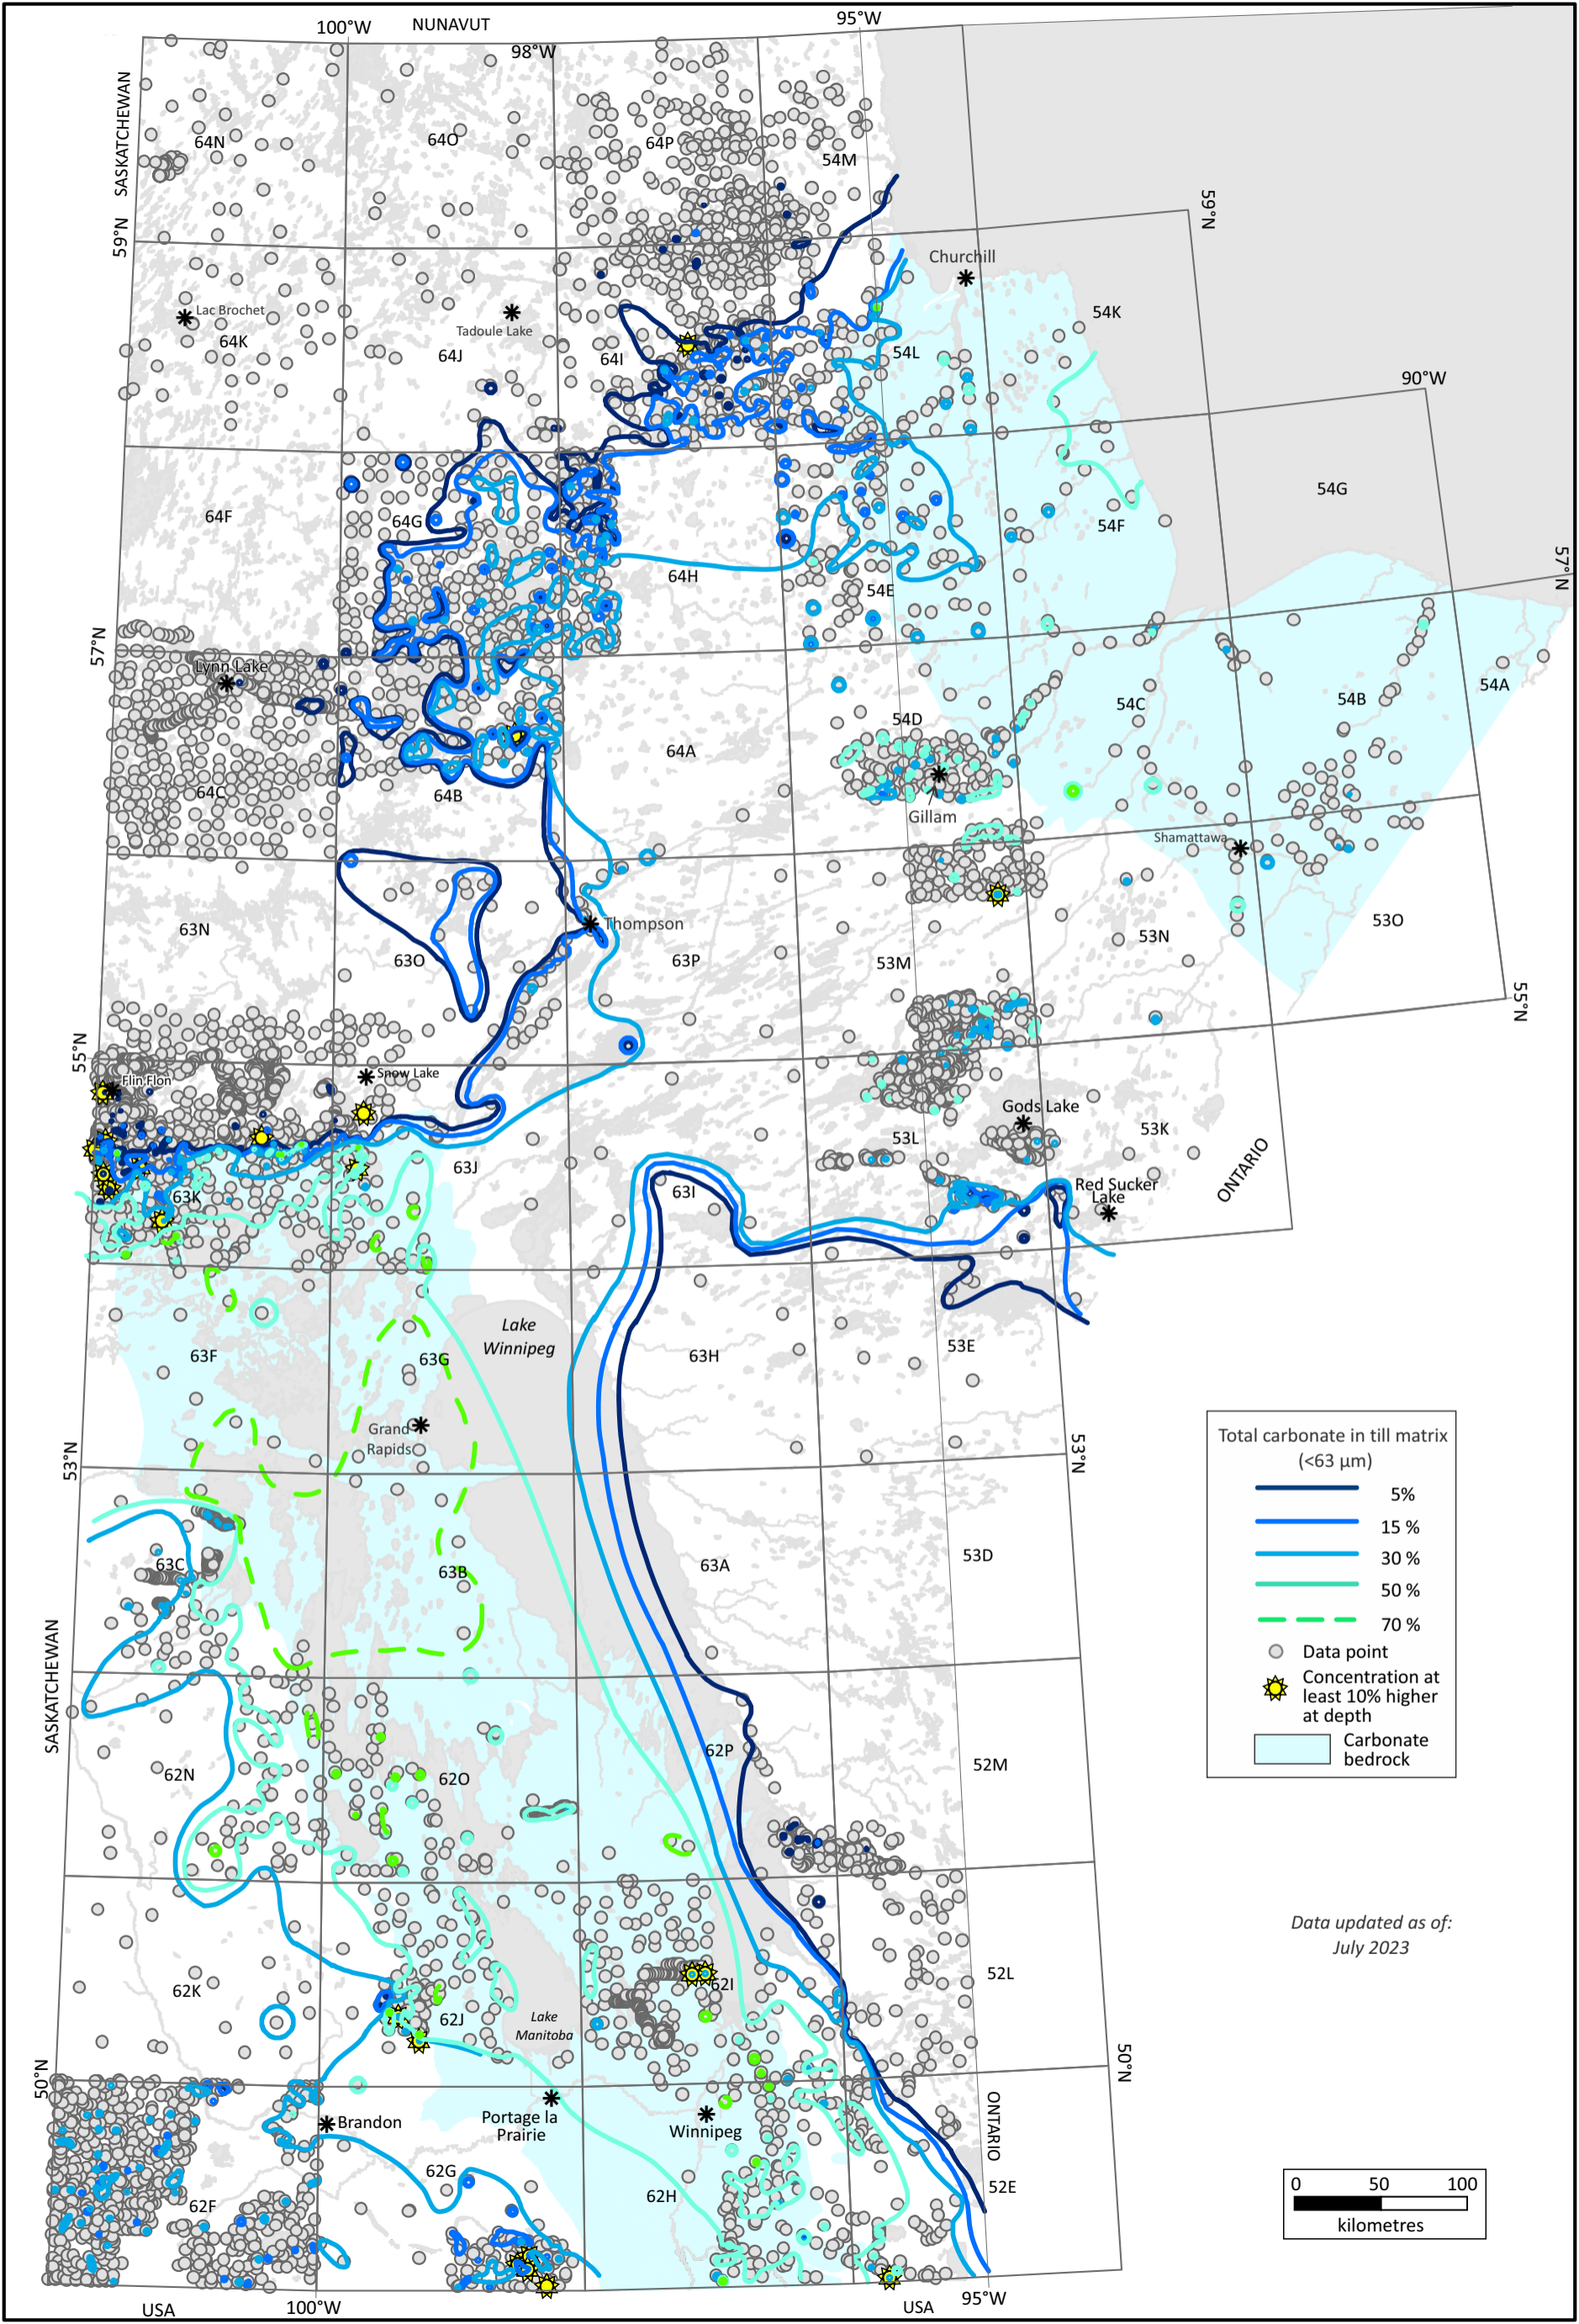 100°W
NUNAVUT
95°W
98°W
SASKATCHEWAN
64N
64O
64P
54M
59°N
59°N
Churchill
Lac Brochet
64K
Tadoule Lake
64J
64I
54L
54K
90°W
64F
64G
64H
54E
54F
54G
57°N
57°N
Lynn Lake
64C
64B
64A
54D
54C
54B
54A
Gillam
Shamattawa
63N
63O
Thompson
63P
53M
53N
53O
55°N
55°N
Flin Flon
Snow Lake
Gods Lake
63K
63J
63I
53L
53K
Red Sucker
Lake
ONTARIO
Lake
Winnipeg
63F
63G
63H
53E
Grand
Rapids
53°N
53°N
63C
63B
63A
53D
SASKATCHEWAN
62N
62O
62P
52M
62K
62J
Lake
Manitoba
62I
52L
50°N
50°N
Brandon
Portage la
Prairie
Winnipeg
ONTARIO
62F
62G
62H
52E
USA
100°W
USA
95°W
Total carbonate in till matrix
(<63 µm)
5%
15 %
30 %
50 %
70 %
Data point
Concentration at
least 10% higher
at depth
Carbonate
bedrock
Data updated as of:
July 2023
0 50 100
kilometres